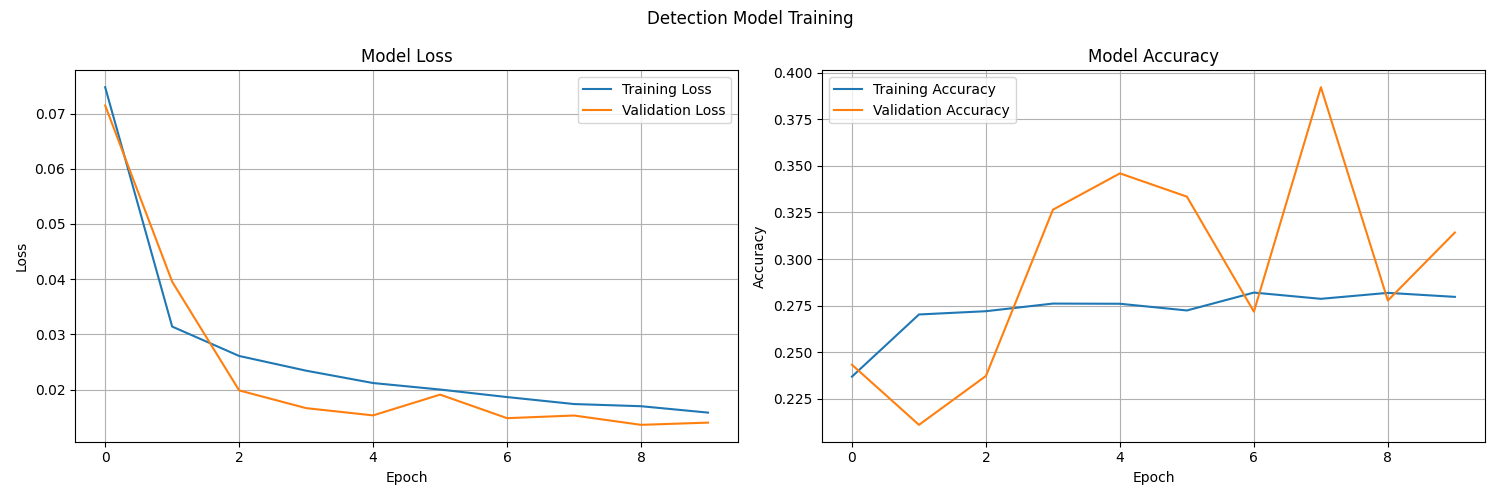 Detection Model Training
Model Loss
Training Loss
Validation Loss
0.07
0.06
0.05
0.04
0.03
0.02
Loss
0 2 4 6 8
Epoch
Model Accuracy
Training Accuracy
Validation Accuracy
0.400
0.375
0.350
0.325
0.300
0.275
0.250
0.225
Accuracy
0 2 4 6 8
Epoch